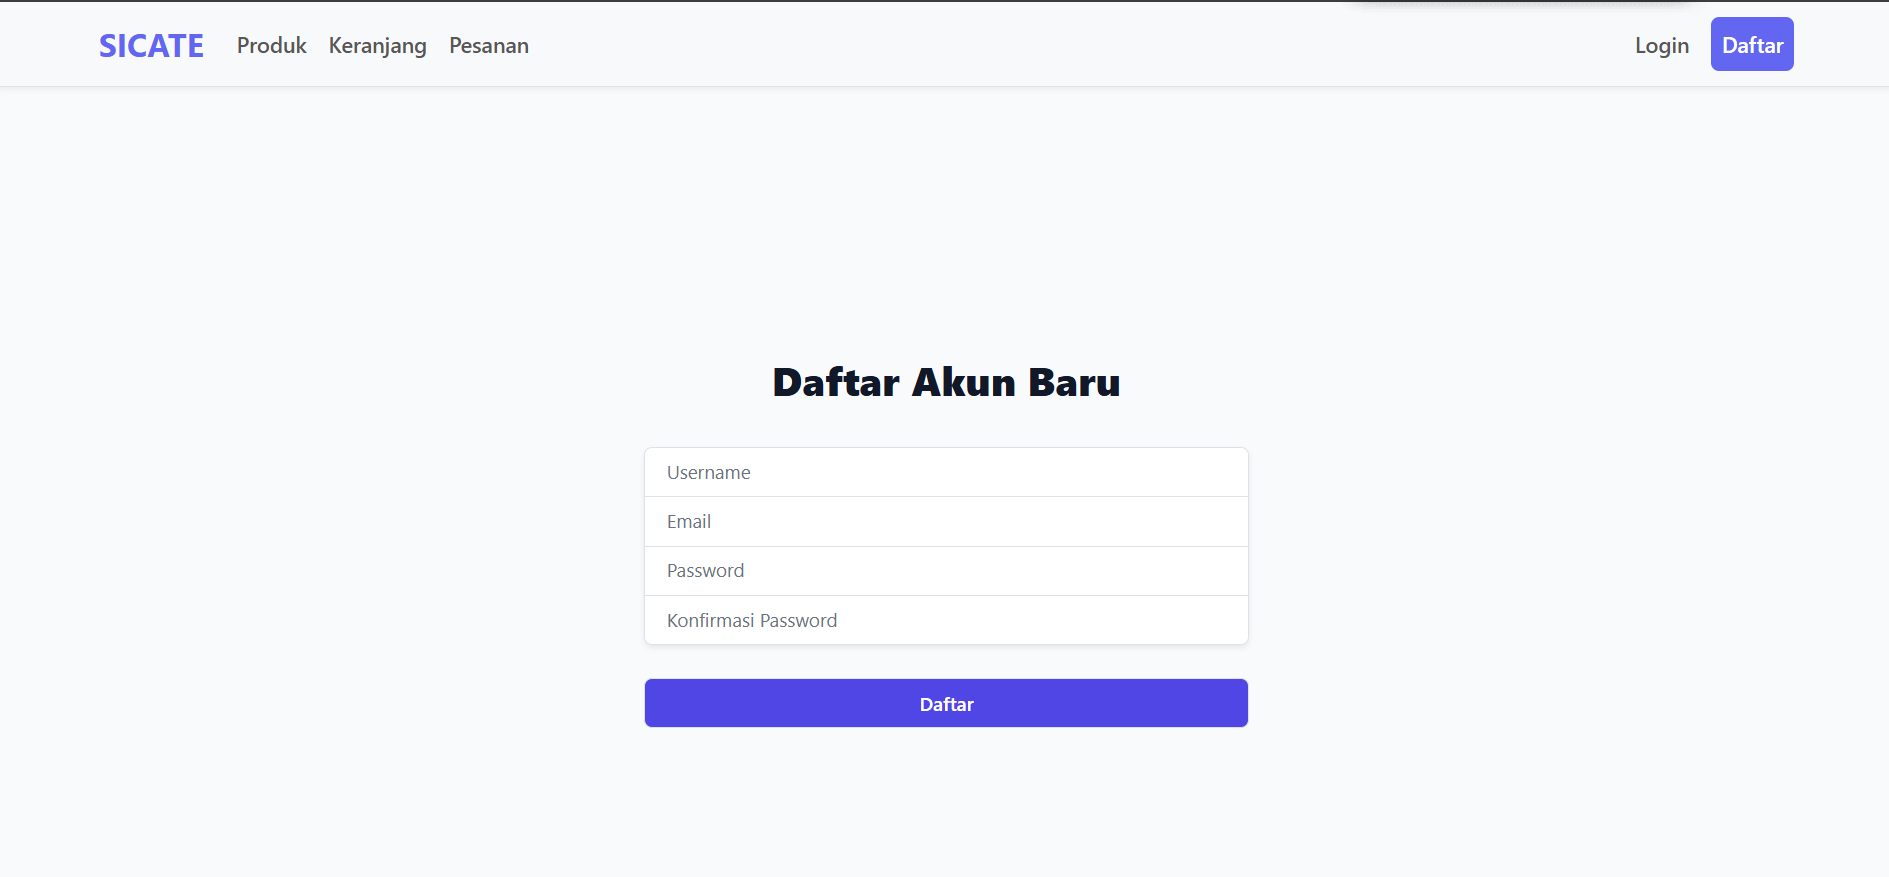 SICATE Produk Keranjang Pesanan Login Daftar
Daftar Akun Baru
Username
Email
Password
Konfirmasi Password
Daftar